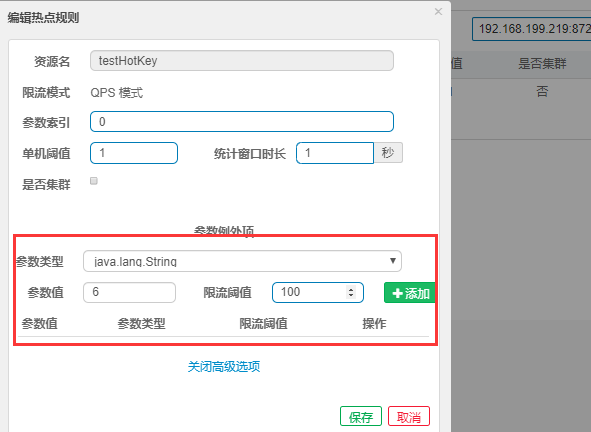 编辑热点规则 ×
192.168.199.219:872
资源名 testHotKey
值 是否集群
限流模式 QPS 模式
否
参数索引 0
单机阈值 1 统计窗口时长 1 秒
是否集群
参数例外项
参数类型 java.lang.String
参数值 6 限流阈值 100 +添加
参数值 参数类型 限流阈值 操作
关闭高级选项
保存 取消